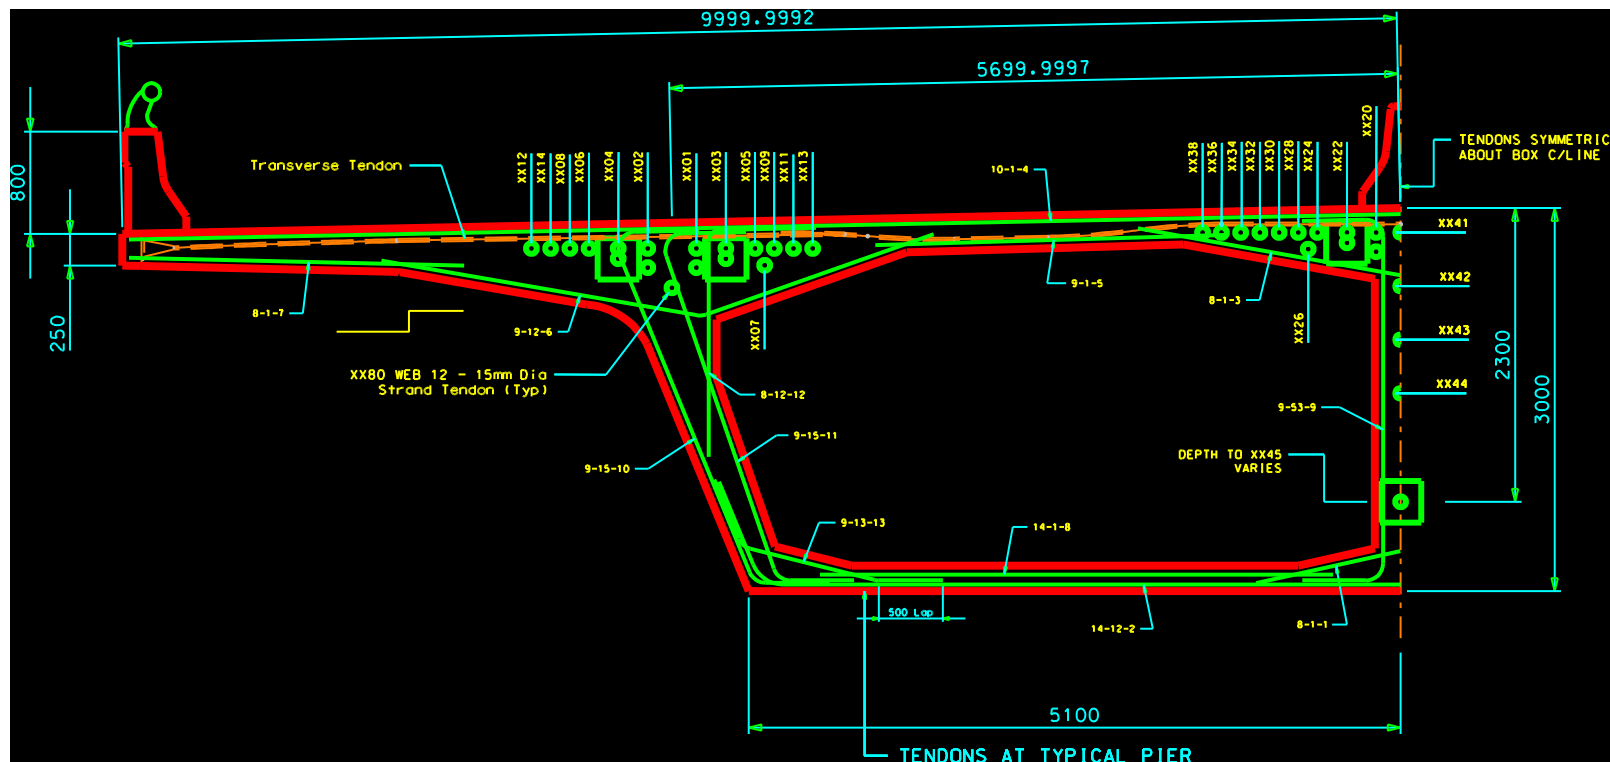 9999.9992
5699.9997
XX20
TENDONS SYMMETRIC
ABOUT BOX C/LINE
800
Transverse Tendon
XX12
XX14
XX08
XX06
XX04
XX02
XX01
XX03
XX05
XX09
XX11
XX13
10-1-4
XX38
XX36
XX34
XX32
XX30
XX28
XX24
XX22
XX41
XX42
XX43
XX44
9-1-5
8-1-3
XX26
8-1-7
250
9-12-6
XX07
XX80 WEB 12 - 15mm Dia
Strand Tendon (Typ)
2300
3000
8-12-12
9-53-9
9-15-11
9-15-10
DEPTH TO XX45
VARIES
9-13-13
14-1-8
500 Lap
14-12-2
8-1-1
5100
TENDONS AT TYPICAL PIER